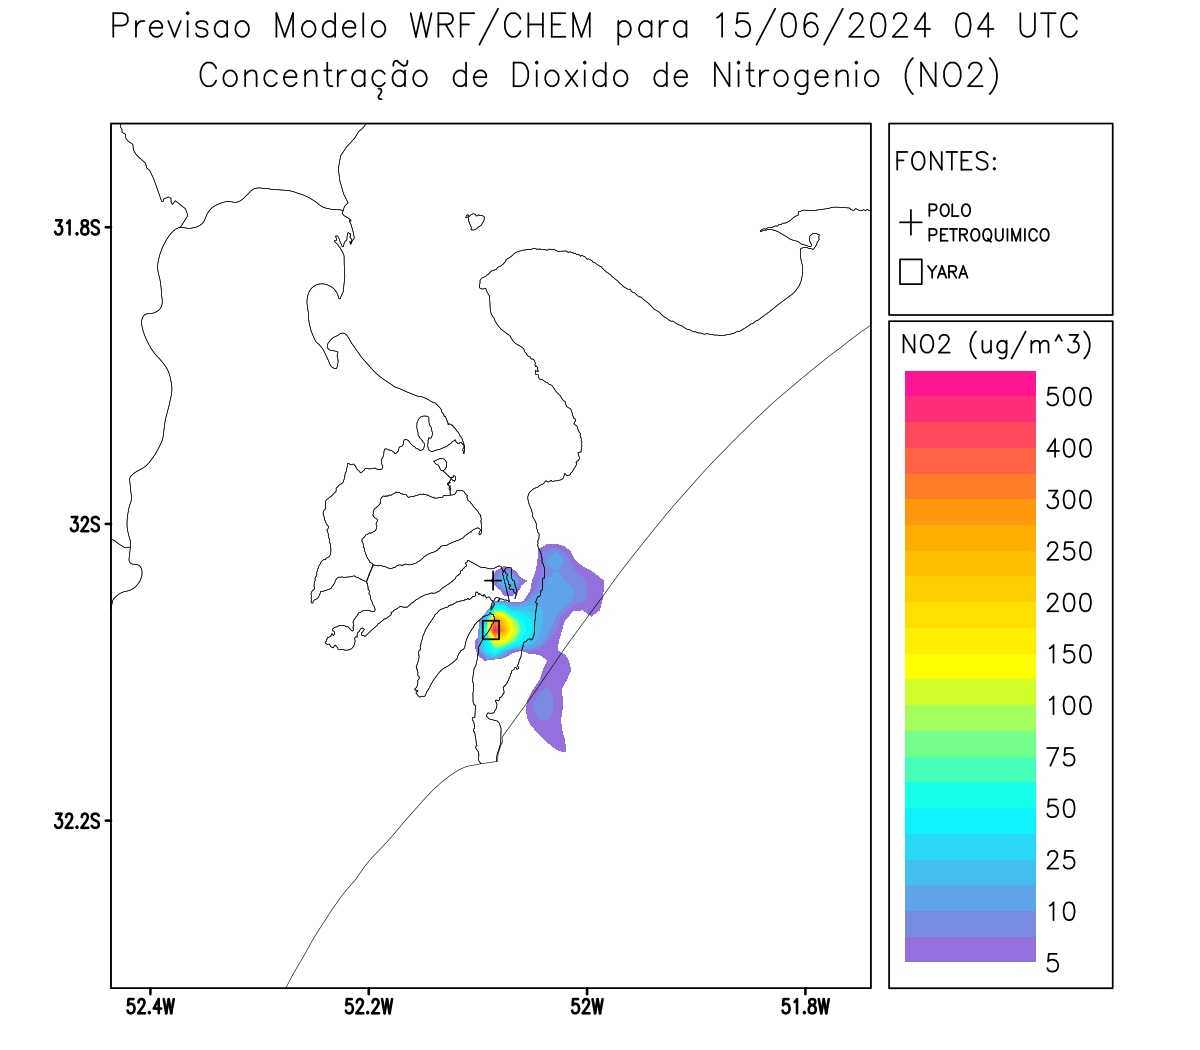 Previsao Modelo WRF/CHEM para 15/06/2024 04 UTC
Concentração de Dioxido de Nitrogenio (NO2)
FONTES:
POLO
PETROQUIMICO
YARA
NO2 (ug/m^3)
500
400
300
250
200
150
100
75
50
25
10
5
31.8S
32S
32.2S
52.4W
52.2W
52W
51.8W